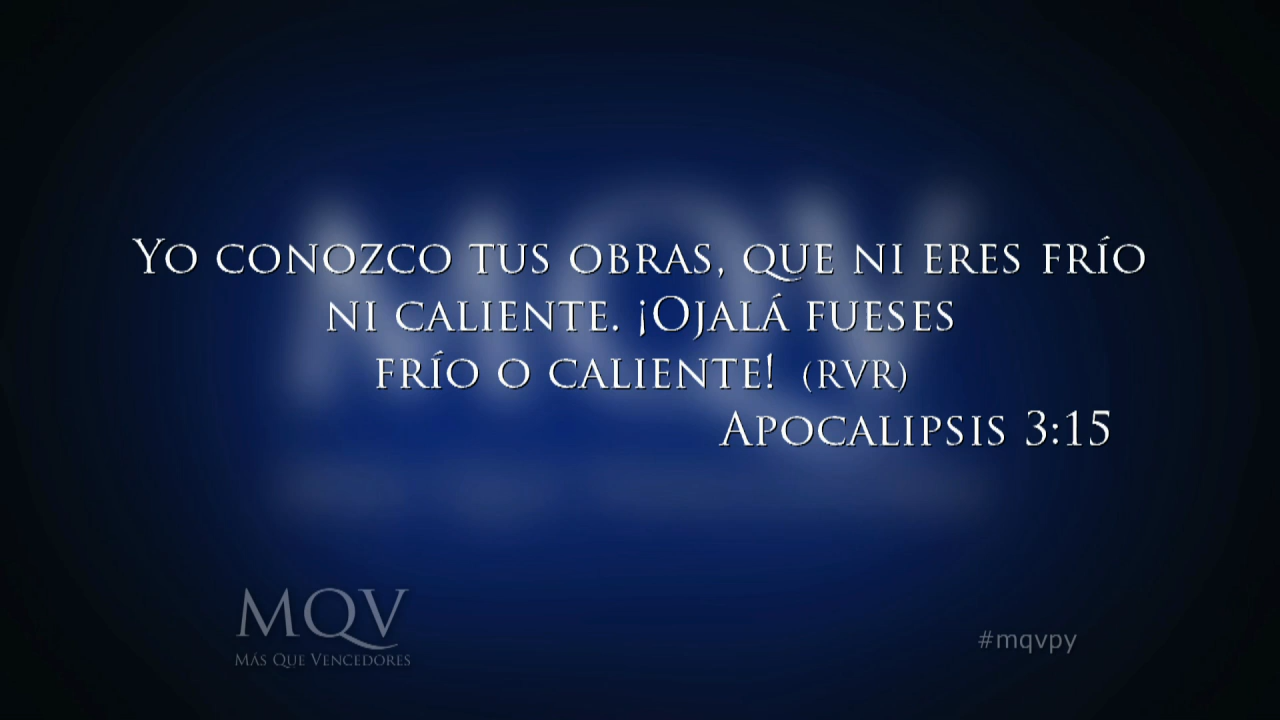 Yo conozco tus obras, que ni eres frío
ni caliente. ¡Ojalá fueses
frío o caliente! (RVR)
Apocalipsis 3:15
MQV
Más Que Vencedores
#mqvpy